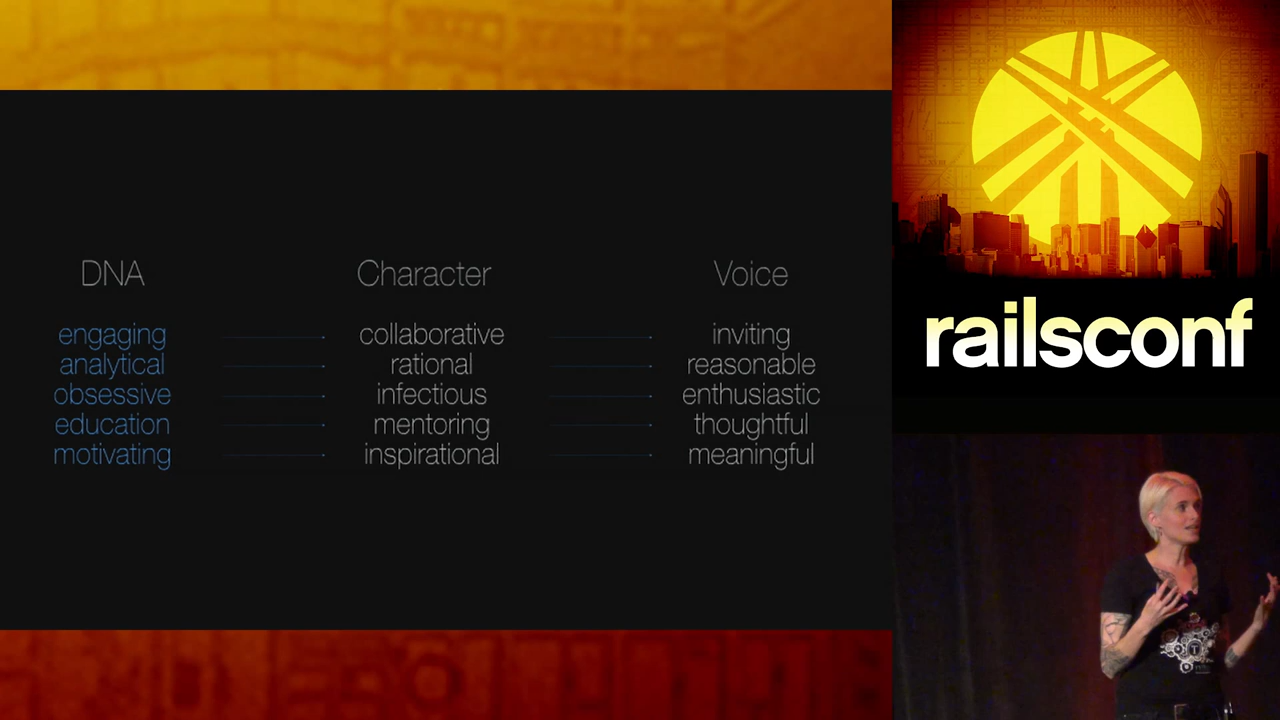 DNA Character Voice
engaging collaborative inviting
analytical rational reasonable
obsessive infectious enthusiastic
education mentoring thoughtful
motivating inspirational meaningful
railsconf
T